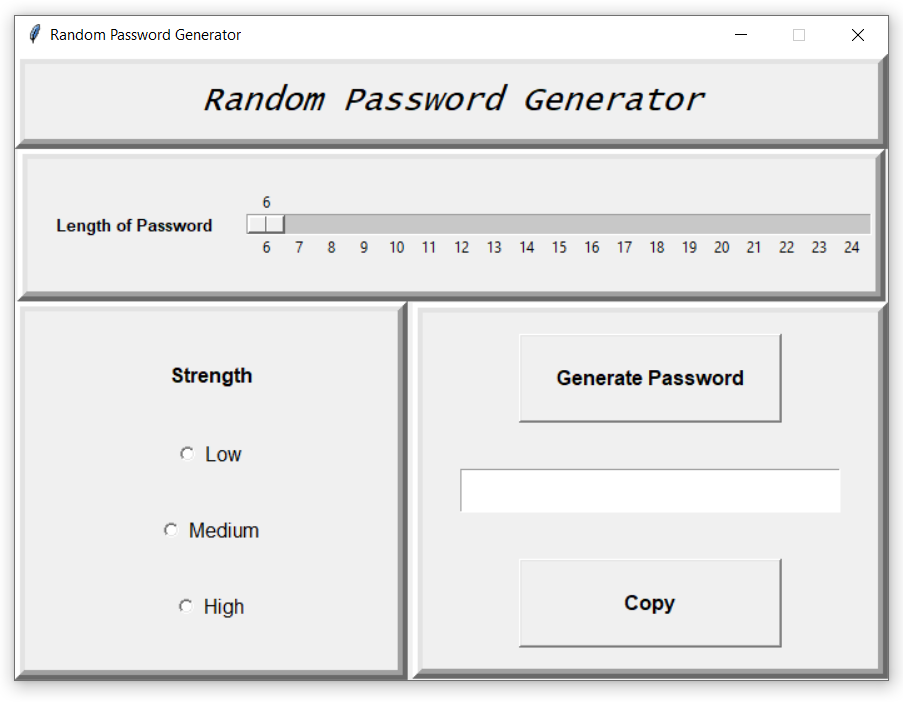 Random Password Generator
Random Password Generator
6
Length of Password
6 7 8 9 10 11 12 13 14 15 16 17 18 19 20 21 22 23 24
Strength
Low
Medium
High
Generate Password
Copy